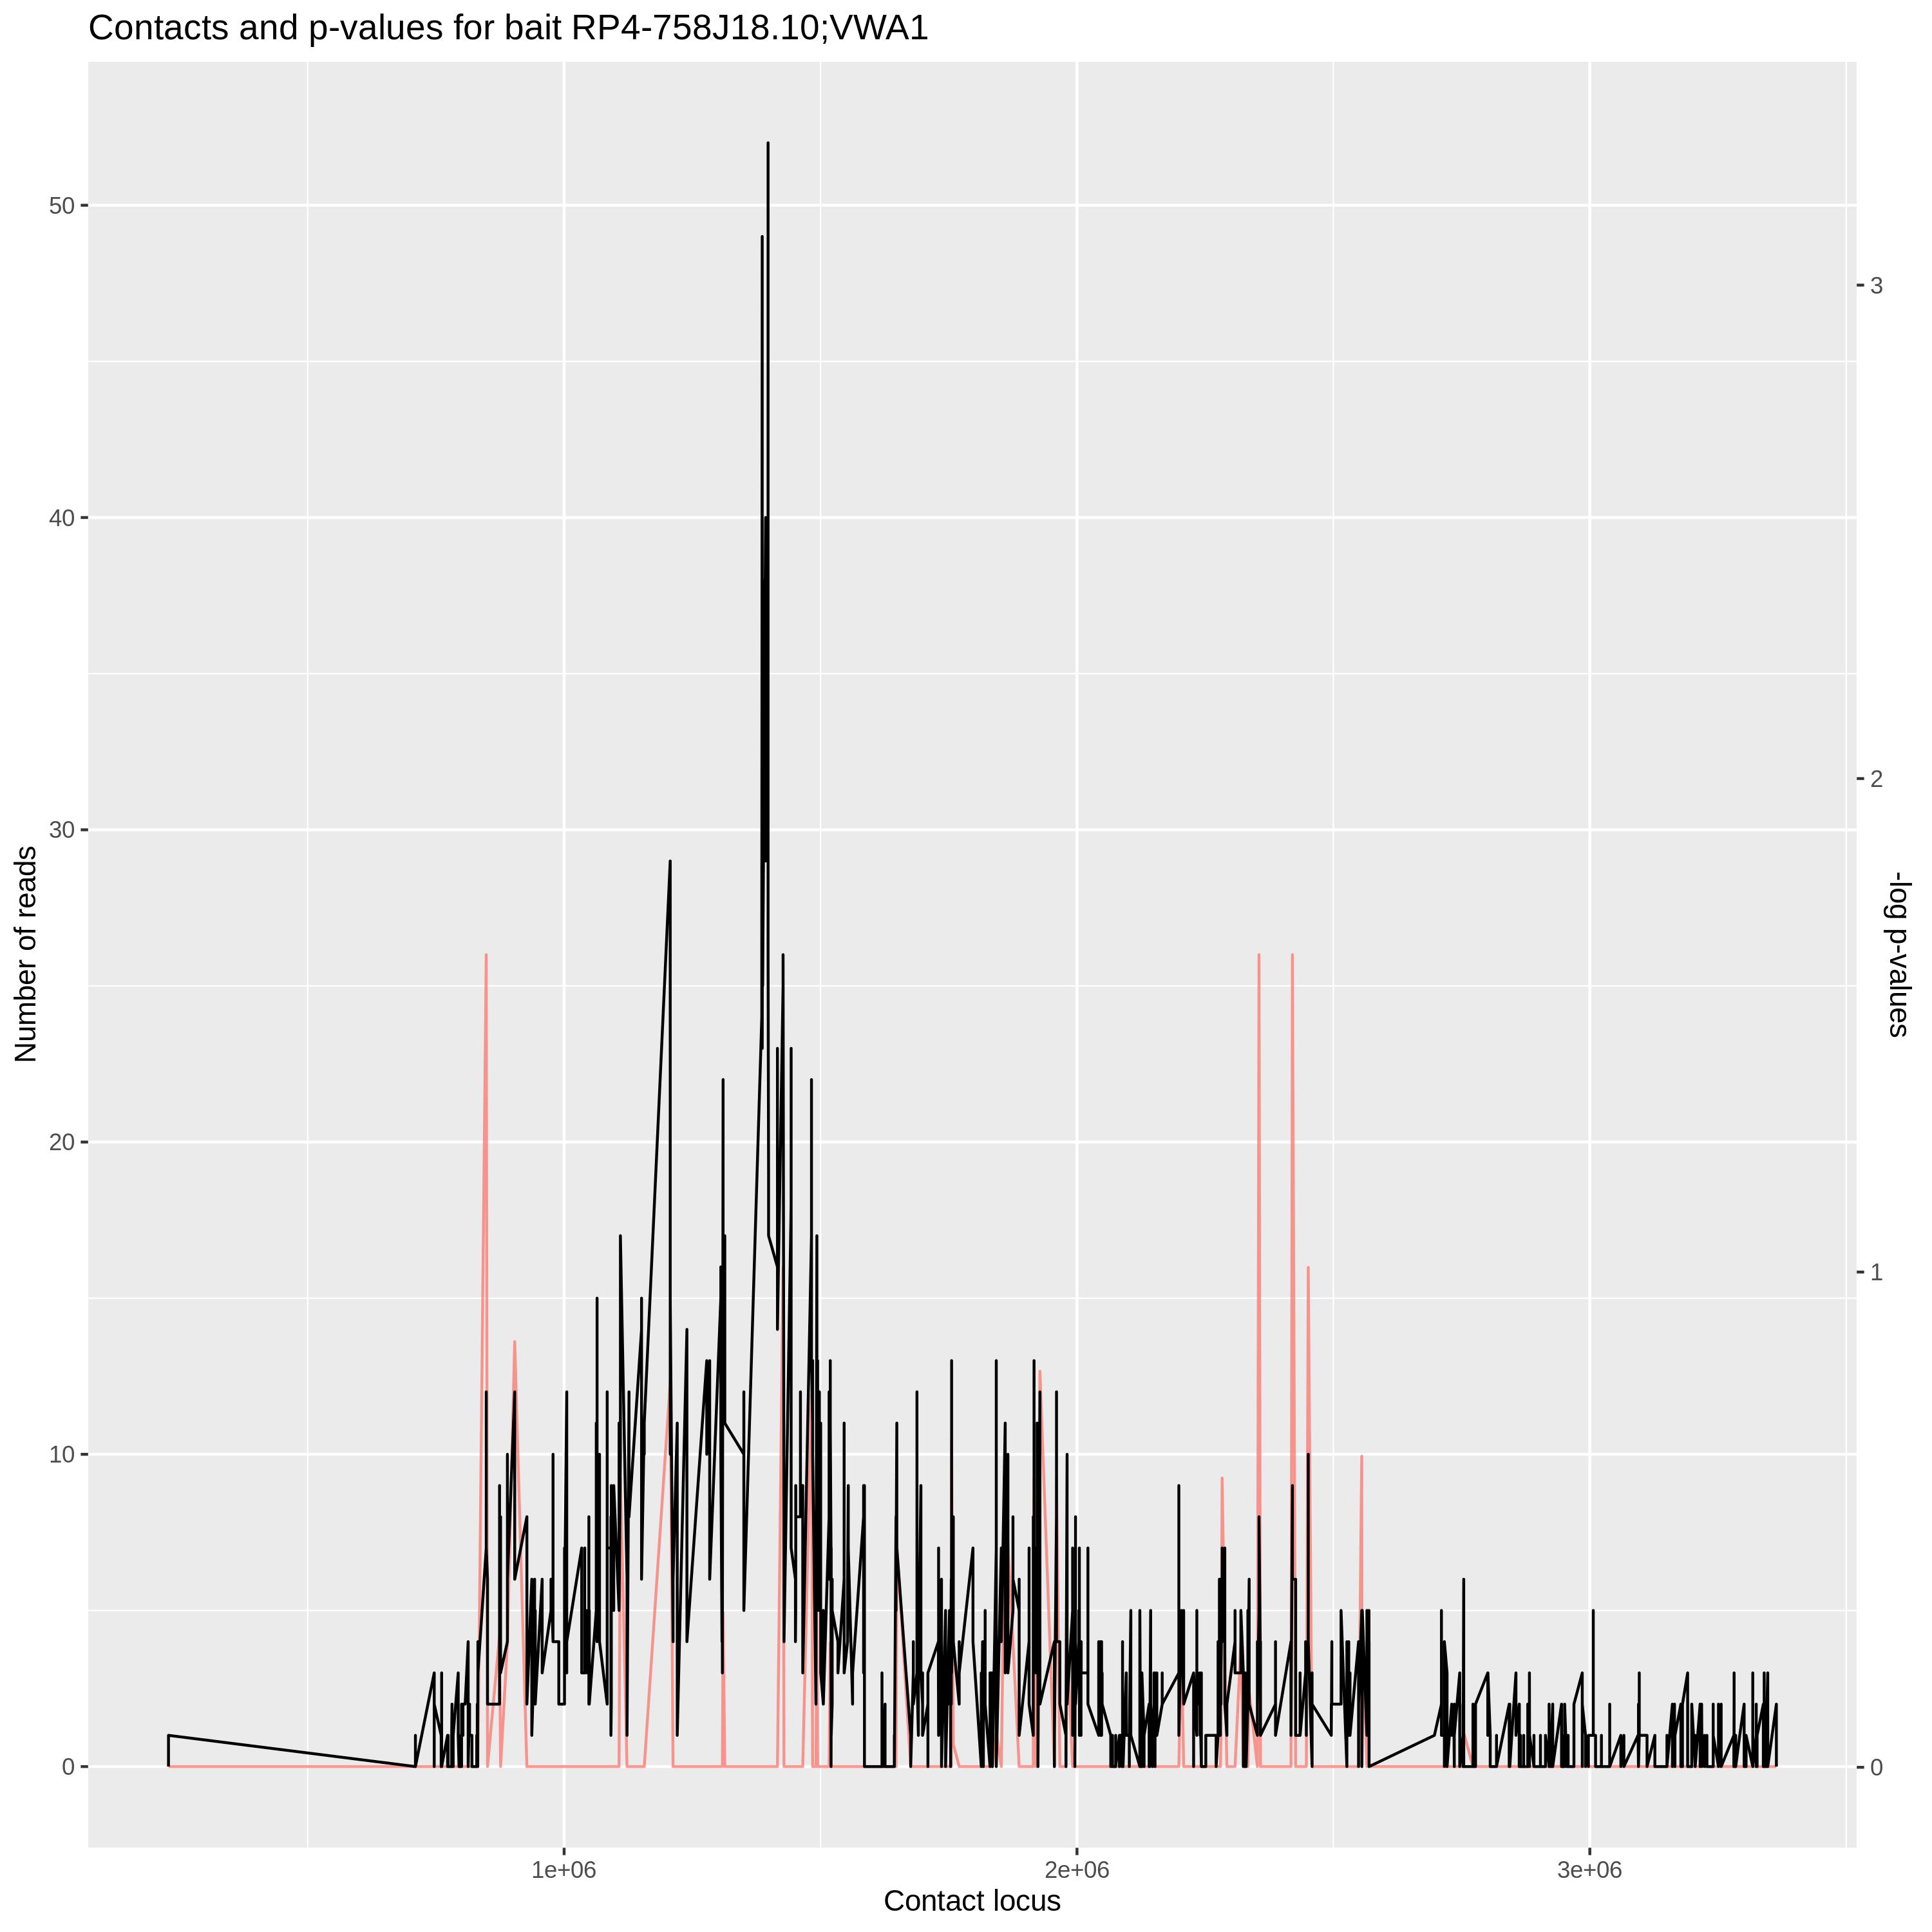 Contacts and p-values for bait RP4-758J18.10;VWA1
Number of reads
50
40
30
20
10
0
3
2
1
0
-log p-values
1e+06 2e+06 3e+06
Contact locus